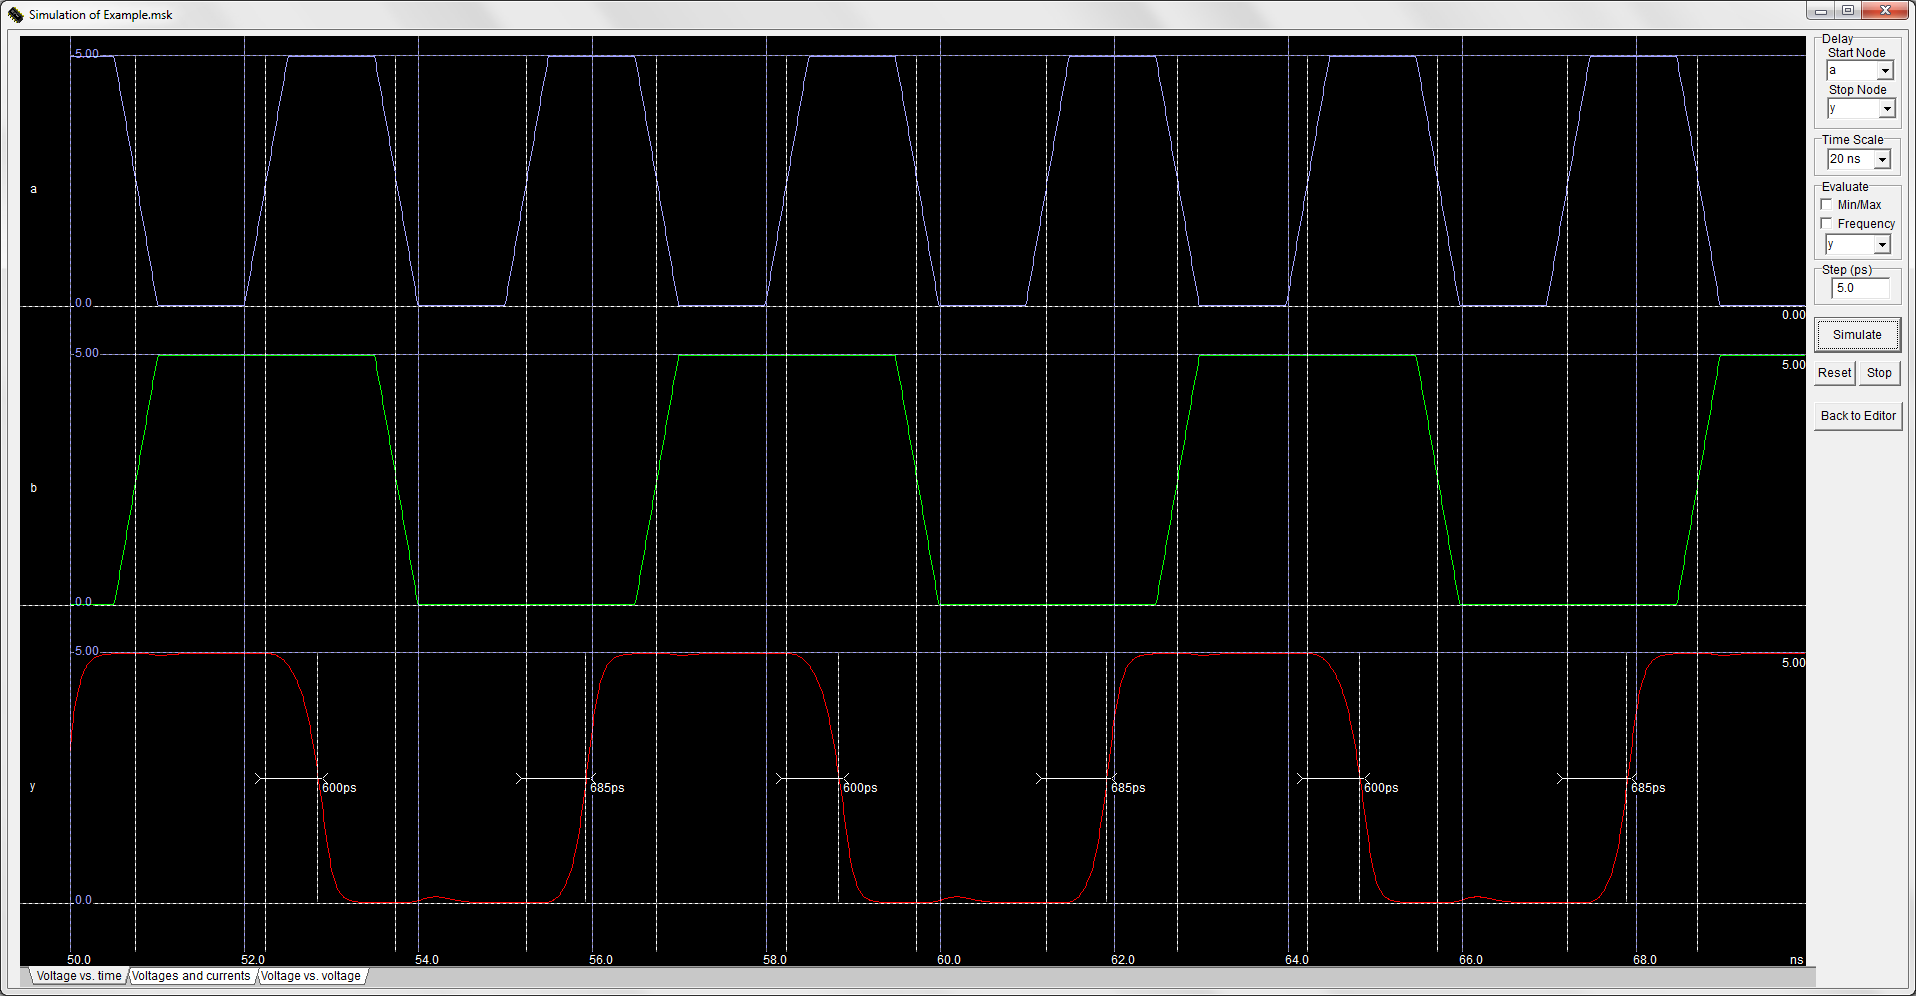 Simulation of Example.msk
5.00
a
0.0
0.00
5.00
5.00
b
0.0
5.00
5.00
y
600ps
685ps
600ps
685ps
600ps
685ps
0.0
50.0 52.0 54.0 56.0 58.0 60.0 62.0 64.0 66.0 68.0 ns
Voltage vs. time Voltages and currents Voltage vs. voltage
Delay
Start Node
a
Stop Node
y
Time Scale
20 ns
Evaluate
Min/Max
Frequency
y
Step (ps)
5.0
Simulate
Reset Stop
Back to Editor